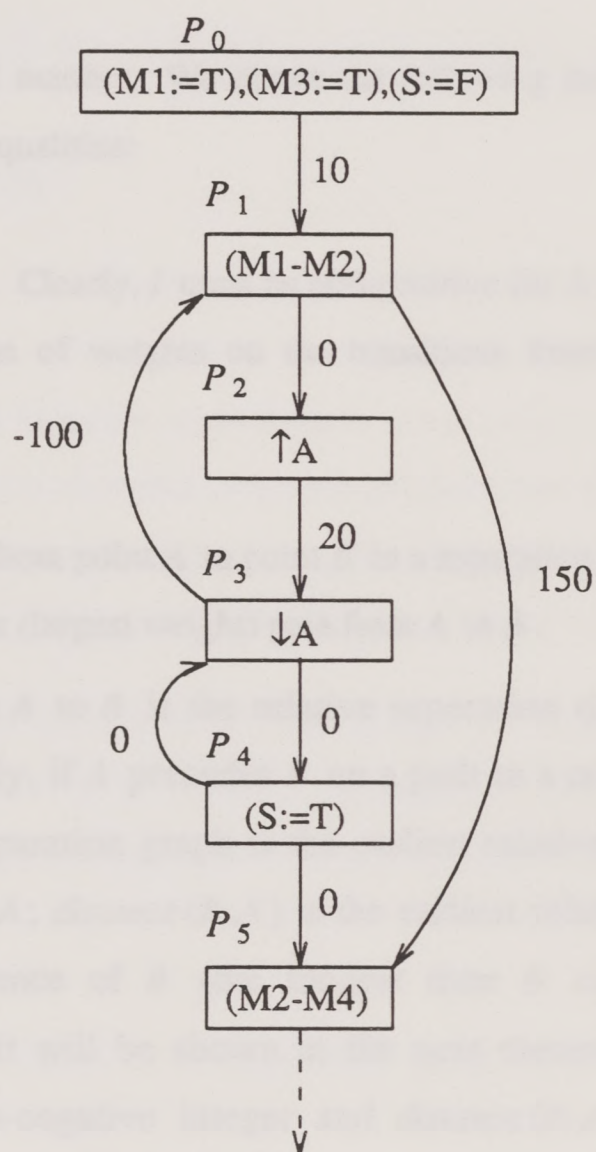 P0
(M1:=T),(M3:=T),(S:=F)
10
P1
(M1-M2)
0
P2
-100
↑A
20
P3
150
↓A
0
0
P4
(S:=T)
0
P5
(M2-M4)